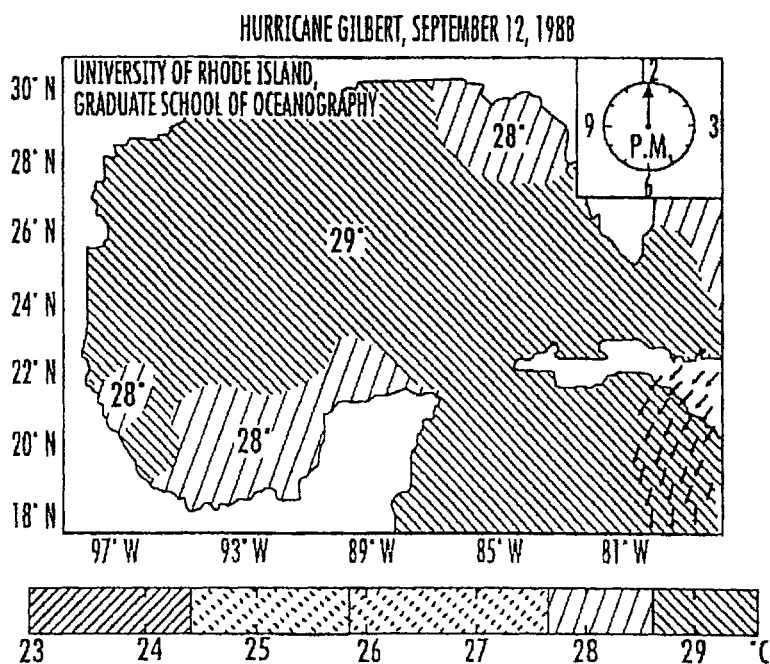 HURRICANE GILBERT, SEPTEMBER 12, 1988
UNIVERSITY OF RHODE ISLAND,
GRADUATE SCHOOL OF OCEANOGRAPHY
2
9 3
P.M.
6
30° N
28° N
26° N
24° N
22° N
20° N
18° N
28°
29°
28°
28°
97° W 93° W 89° W 85° W 81° W
23 24 25 26 27 28 29 °C